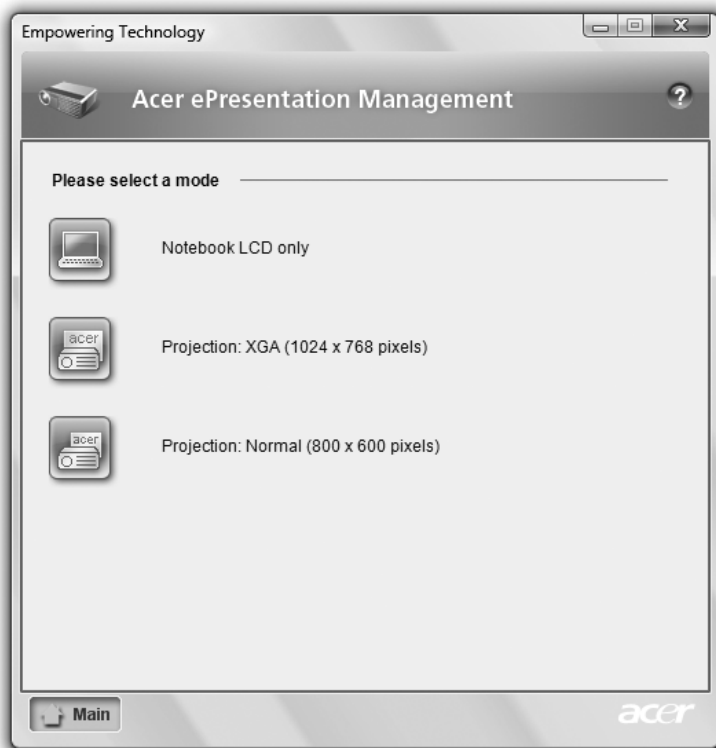 Empowering Technology
Acer ePresentation Management
?
Please select a mode
Notebook LCD only
acer
Projection: XGA (1024 x 768 pixels)
acer
Projection: Normal (800 x 600 pixels)
Main
acer